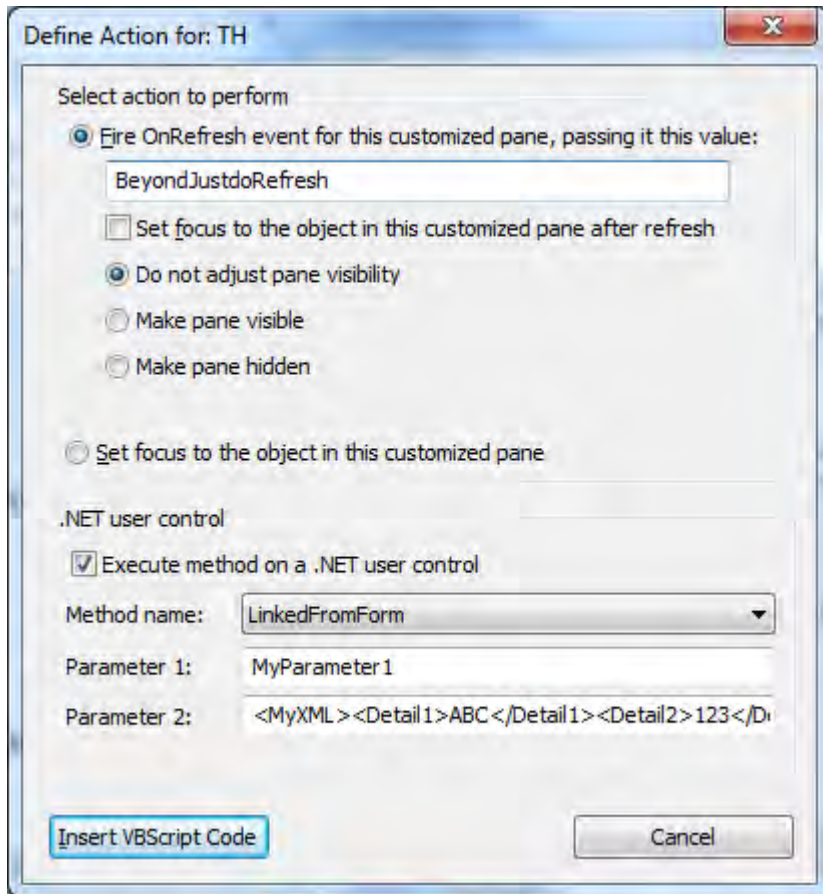 Define Action for: TH
Select action to perform
Fire OnRefresh event for this customized pane, passing it this value:
BeyondJustdoRefresh
Set focus to the object in this customized pane after refresh
Do not adjust pane visibility
Make pane visible
Make pane hidden
Set focus to the object in this customized pane
.NET user control
Execute method on a .NET user control
Method name: LinkedFromForm
Parameter 1: MyParameter1
Parameter 2: <MyXML><Detail1>ABC</Detail1><Detail2>123</D
Insert VBScript Code Cancel